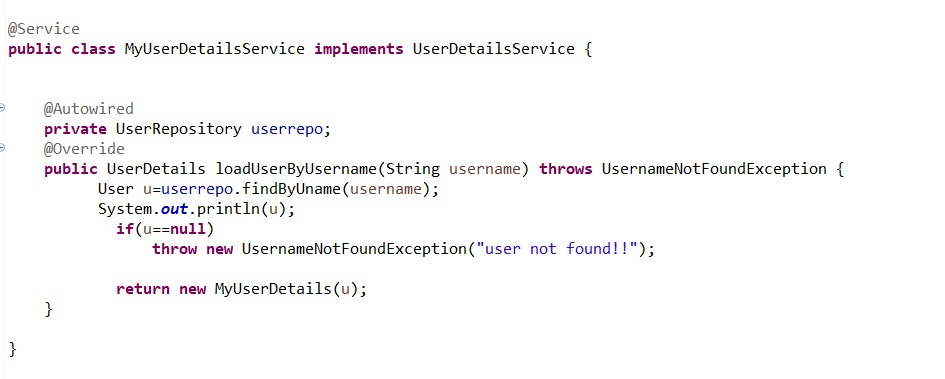 @Service
public class MyUserDetailsService implements UserDetailsService {
@Autowired
private UserRepository userrepo;
@Override
public UserDetails loadUserByUsername(String username) throws UsernameNotFoundException {
User u=userrepo.findByUname(username);
System.out.println(u);
if(u==null)
throw new UsernameNotFoundException("user not found!!");
return new MyUserDetails(u);
}
}